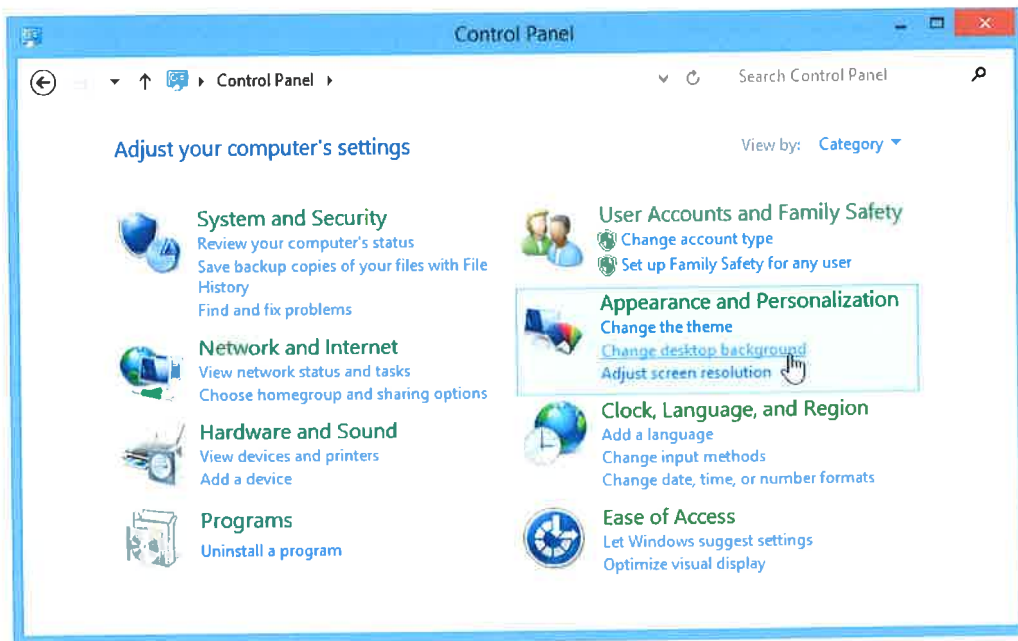 Control Panel
Control Panel
Search Control Panel
Adjust your computer's settings
View by: Category
System and Security
Review your computer's status
Save backup copies of your files with File
History
Find and fix problems
Network and Internet
View network status and tasks
Choose homegroup and sharing options
Hardware and Sound
View devices and printers
Add a device
Programs
Uninstall a program
User Accounts and Family Safety
Change account type
Set up Family Safety for any user
Appearance and Personalization
Change the theme
Change desktop background
Adjust screen resolution
Clock, Language, and Region
Add a language
Change input methods
Change date, time, or number formats
Ease of Access
Let Windows suggest settings
Optimize visual display